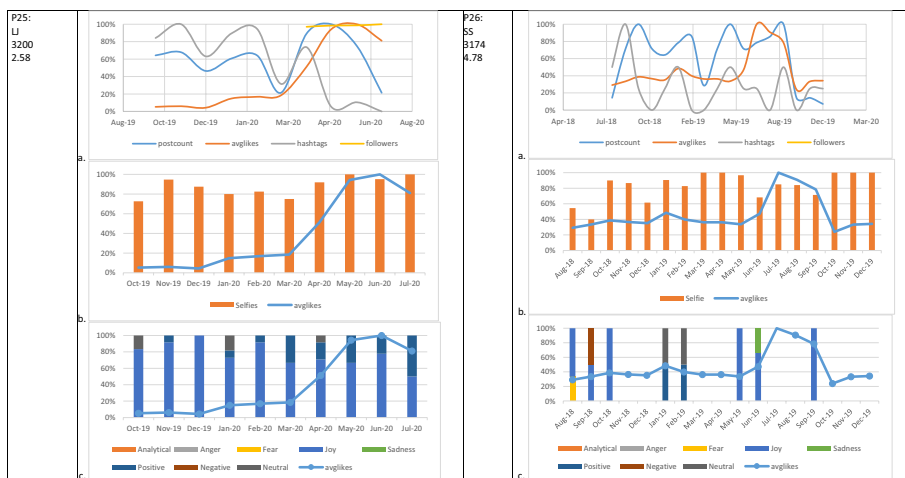 P25:
LJ
3200
2.58
100%
80%
60%
40%
20%
0%
Aug-19 Oct-19 Dec-19 Jan-20 Mar-20 Apr-20 Jun-20 Aug-20
postcount avglikes hashtags followers
a.
100%
80%
60%
40%
20%
0%
Oct-19 Nov-19 Dec-19 Jan-20 Feb-20 Mar-20 Apr-20 May-20 Jun-20 Jul-20
Selfies avglikes
b.
100%
80%
60%
40%
20%
0%
Oct-19 Nov-19 Dec-19 Jan-20 Feb-20 Mar-20 Apr-20 May-20 Jun-20 Jul-20
Analytical Anger Fear Joy Sadness
Positive Negative Neutral avglikes
P26:
SS
3174
4.78
100%
80%
60%
40%
20%
0%
Apr-18 Jul-18 Oct-18 Feb-19 May-19 Aug-19 Dec-19 Mar-20
postcount avglikes hashtags followers
a.
100%
80%
60%
40%
20%
0%
Aug-18 Sep-18 Oct-18 Nov-18 Dec-18 Jan-19 Feb-19 Mar-19 Apr-19 May-19 Jun-19 Jul-19 Aug-19 Sep-19 Oct-19 Nov-19 Dec-19
Selfie avglikes
b.
100%
80%
60%
40%
20%
0%
Aug-18 Sep-18 Oct-18 Nov-18 Dec-18 Jan-19 Feb-19 Mar-19 Apr-19 May-19 Jun-19 Jul-19 Aug-19 Sep-19 Oct-19 Nov-19 Dec-19
Analytical Anger Fear Joy Sadness
Positive Negative Neutral avglikes